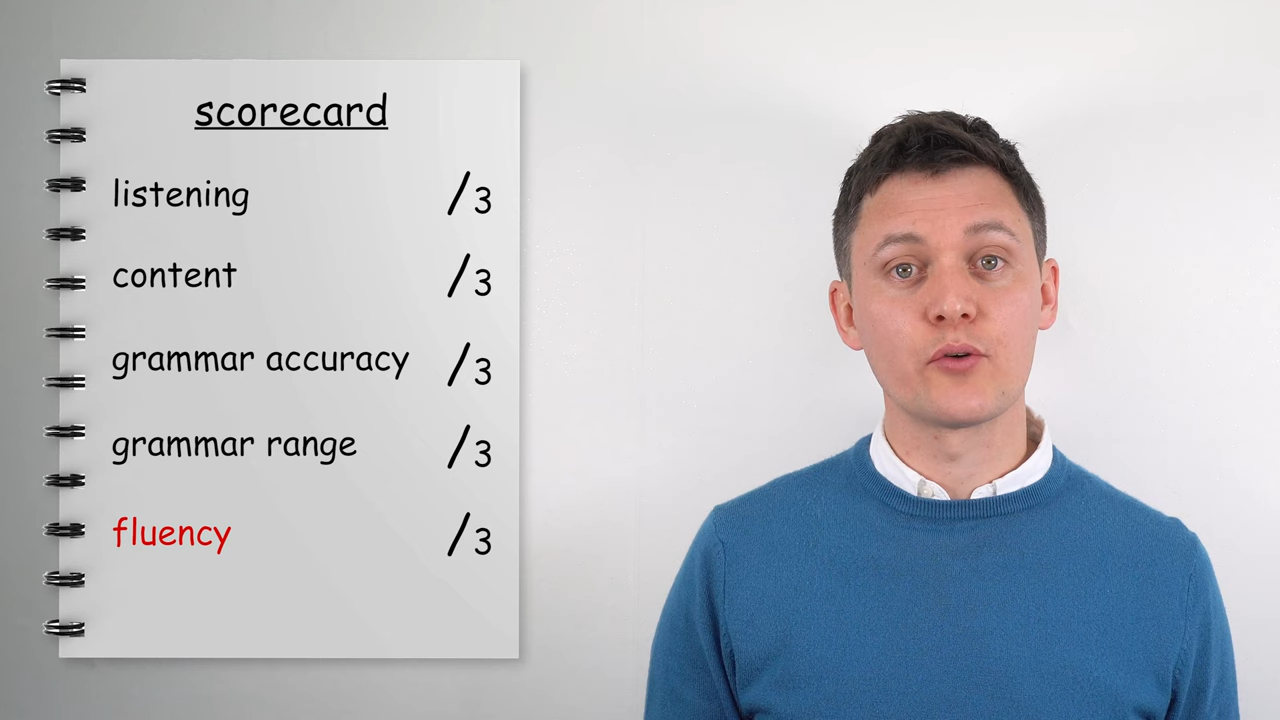 scorecard
listening /3
content /3
grammar accuracy /3
grammar range /3
fluency /3